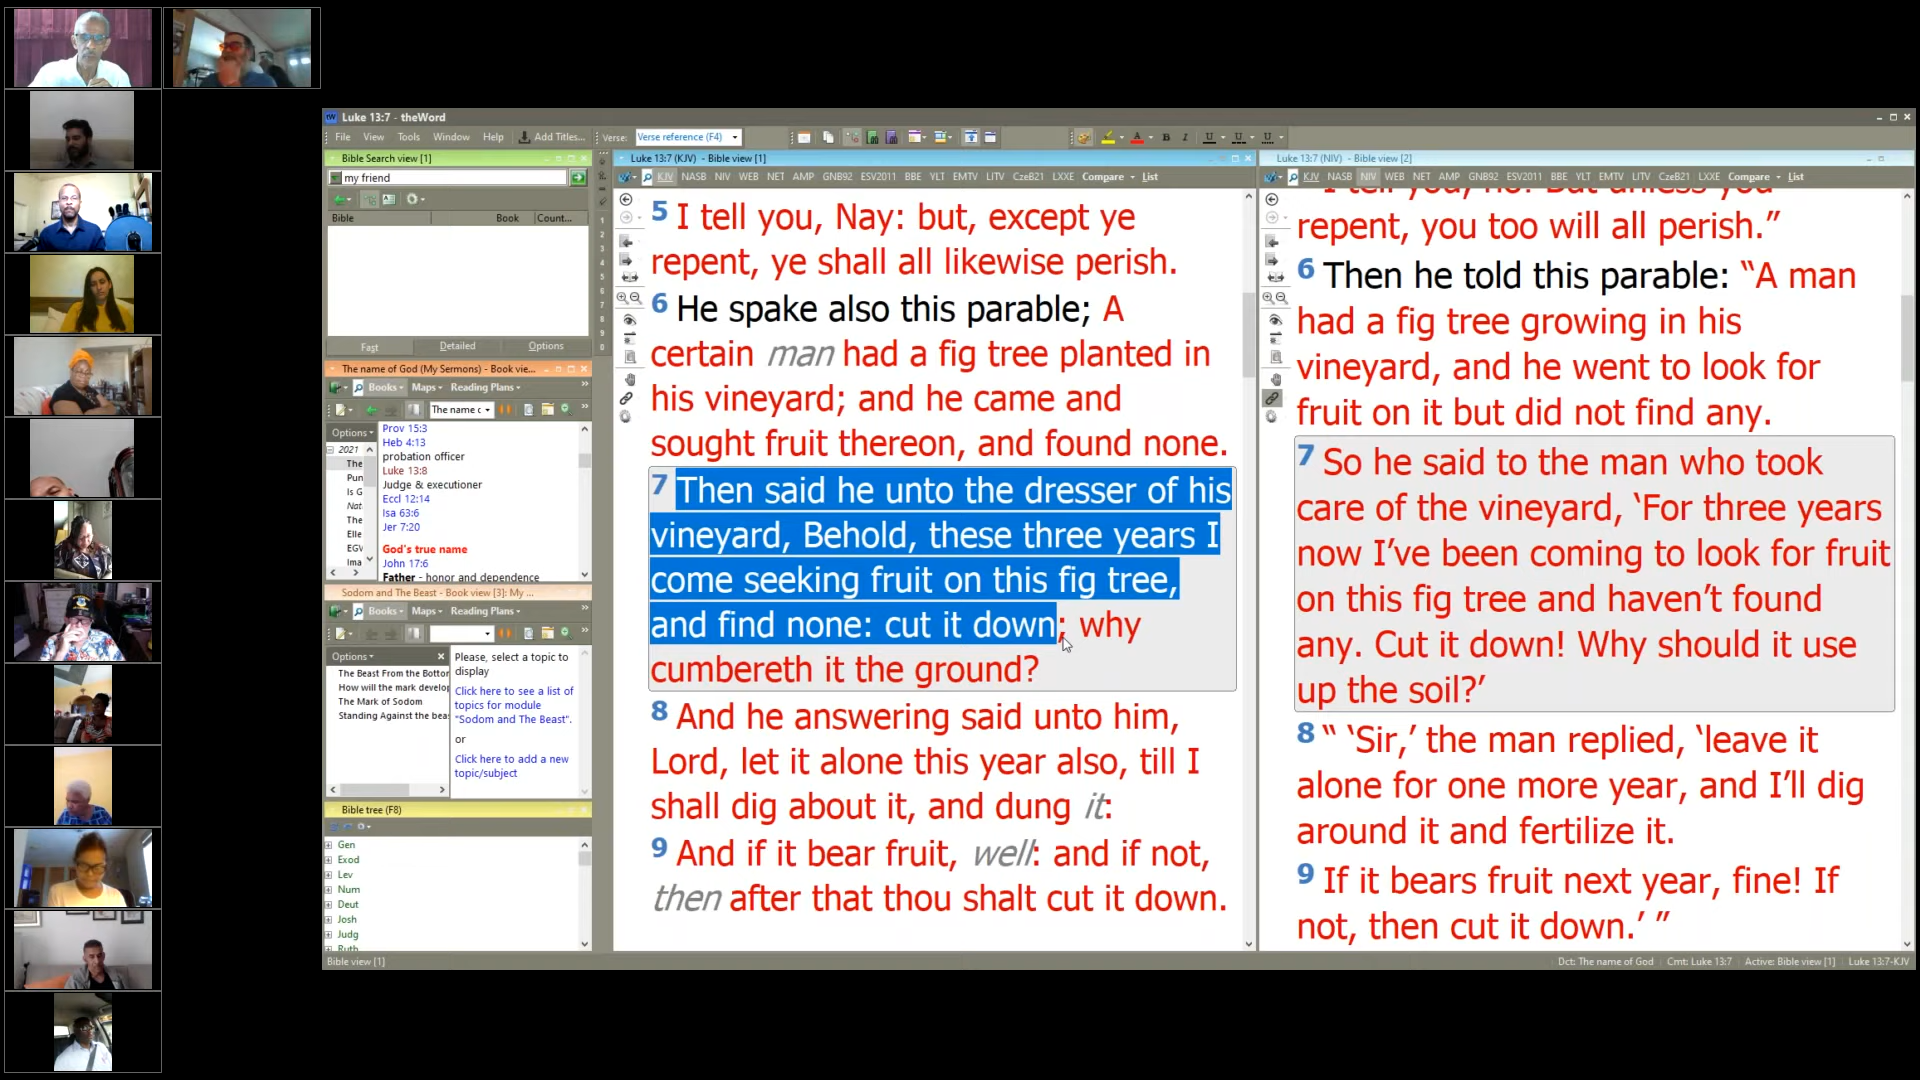 Luke 13:7 - theWord
File View Tools Window Help Add Titles... Verse: Verse reference (F4)
Bible Search view [1]
my friend
Bible Book Count...
Fast Detailed Options
The name of God (My Sermons) - Book vie...
Books Maps Reading Plans »
The name c
Options
2021
The
Pun
Is G
Nat
The
Elle
EGV
Ima
Prov 15:3
Heb 4:13
probation officer
Luke 13:8
Judge & executioner
Eccl 12:14
Isa 63:6
Jer 7:20
God's true name
John 17:6
Father - honor and dependence
Sodom and The Beast - Book view [3]: My ...
Books Maps Reading Plans »
Options
The Beast From the Bottor
How will the mark develop
The Mark of Sodom
Standing Against the beas
Please, select a topic to
display
Click here to see a list of
topics for module
"Sodom and The Beast".
or
Click here to add a new
topic/subject
Bible tree (F8)
Gen
Exod
Lev
Num
Deut
Josh
Judg
Ruth
Luke 13:7 (KJV) - Bible view [1]
KJV NASB NIV WEB NET AMP GNB92 ESV2011 BBE YLT EMTV LITV CzeB21 LXXE Compare List
5 I tell you, Nay: but, except ye
repent, ye shall all likewise perish.
6 He spake also this parable; A
certain man had a fig tree planted in
his vineyard; and he came and
sought fruit thereon, and found none.
7 Then said he unto the dresser of his
vineyard, Behold, these three years I
come seeking fruit on this fig tree,
and find none: cut it down; why
cumbereth it the ground?
8 And he answering said unto him,
Lord, let it alone this year also, till I
shall dig about it, and dung it:
9 And if it bear fruit, well: and if not,
then after that thou shalt cut it down.
Luke 13:7 (NIV) - Bible view [2]
KJV NASB NIV WEB NET AMP GNB92 ESV2011 BBE YLT EMTV LITV CzeB21 LXXE Compare List
“I tell you, no! But unless you
repent, you too will all perish.”
6 Then he told this parable: “A man
had a fig tree growing in his
vineyard, and he went to look for
fruit on it but did not find any.
7 So he said to the man who took
care of the vineyard, ‘For three years
now I’ve been coming to look for fruit
on this fig tree and haven’t found
any. Cut it down! Why should it use
up the soil?’
8 “ ‘Sir,’ the man replied, ‘leave it
alone for one more year, and I’ll dig
around it and fertilize it.
9 If it bears fruit next year, fine! If
not, then cut it down.’ ”
Bible view [1] Dct: The name of God Cmt: Luke 13:7 Active: Bible view [1] Luke 13:7-KJV